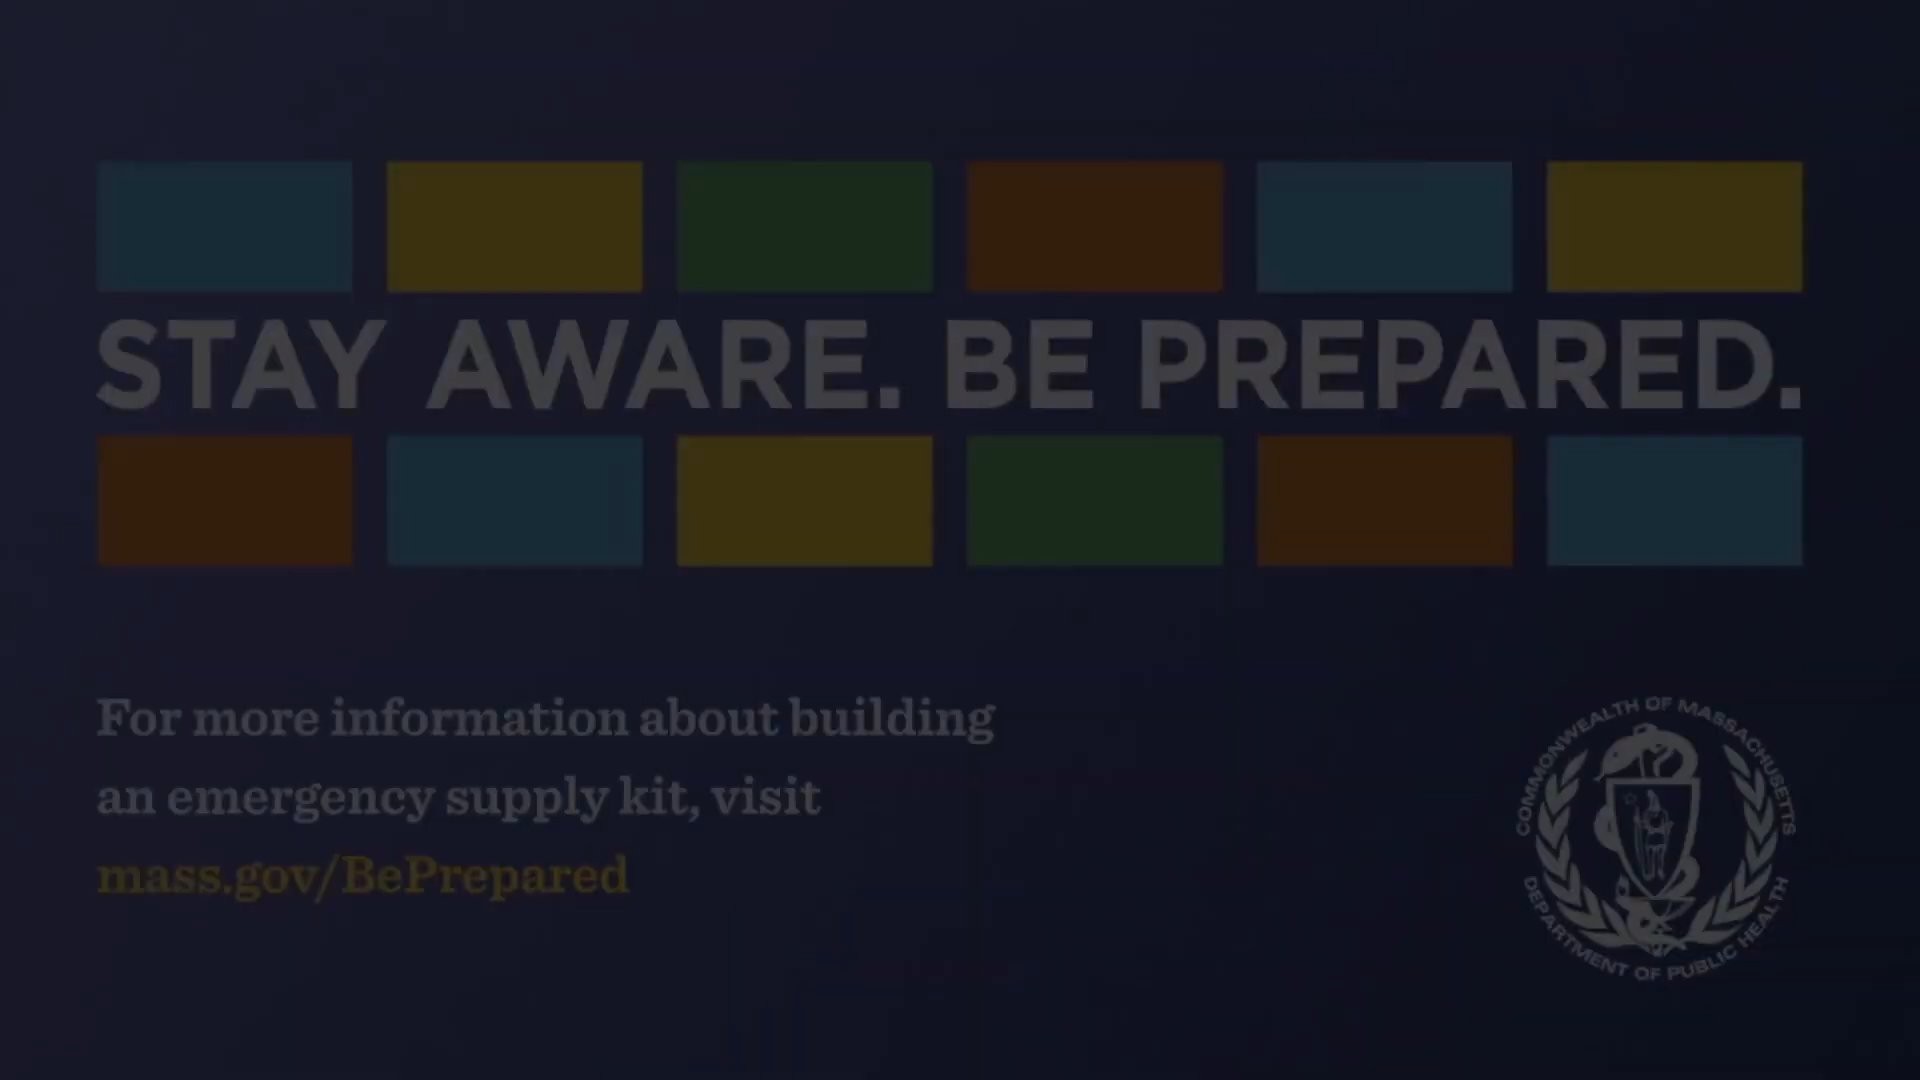 STAY AWARE. BE PREPARED.
For more information about building
an emergency supply kit, visit
mass.gov/BePrepared
COMMONWEALTH OF MASSACHUSETTS
DEPARTMENT OF PUBLIC HEALTH